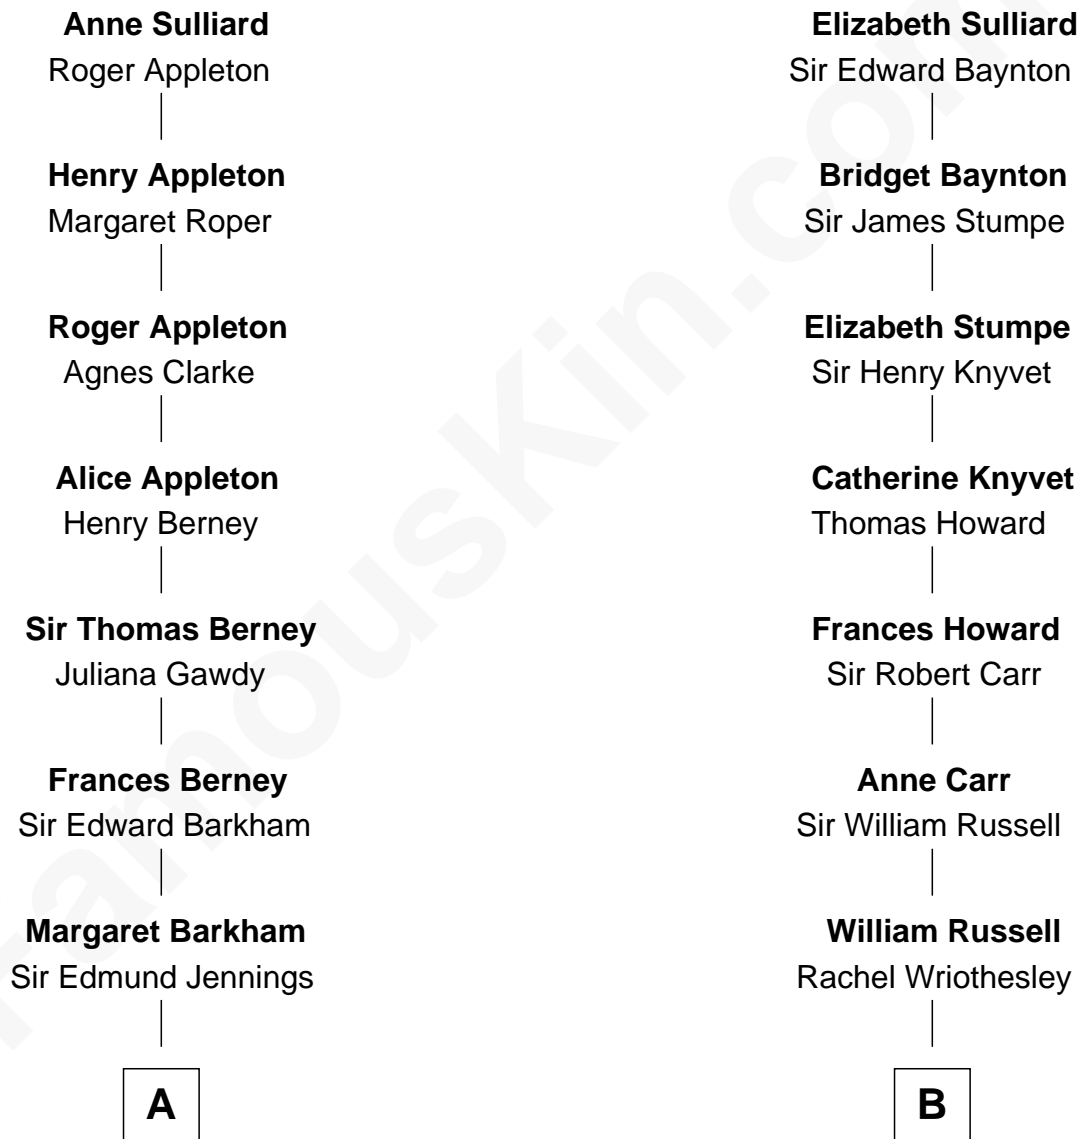 Anne Sulliard
Roger Appleton
Henry Appleton
Margaret Roper
Roger Appleton
Agnes Clarke
Alice Appleton
Henry Berney
Sir Thomas Berney
Juliana Gawdy
Frances Berney
Sir Edward Barkham
Margaret Barkham
Sir Edmund Jennings
A
Elizabeth Sulliard
Sir Edward Baynton
Bridget Baynton
Sir James Stumpe
Elizabeth Stumpe
Sir Henry Knyvet
Catherine Knyvet
Thomas Howard
Frances Howard
Sir Robert Carr
Anne Carr
Sir William Russell
William Russell
Rachel Wriothesley
B
FamousKin.com